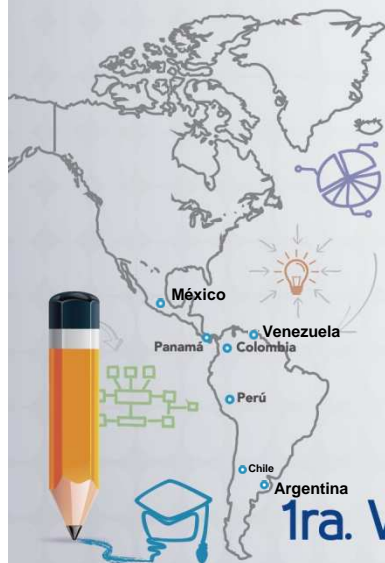 México
Venezuela
Panamá
Colombia
Perú
Chile
Argentina
1ra.